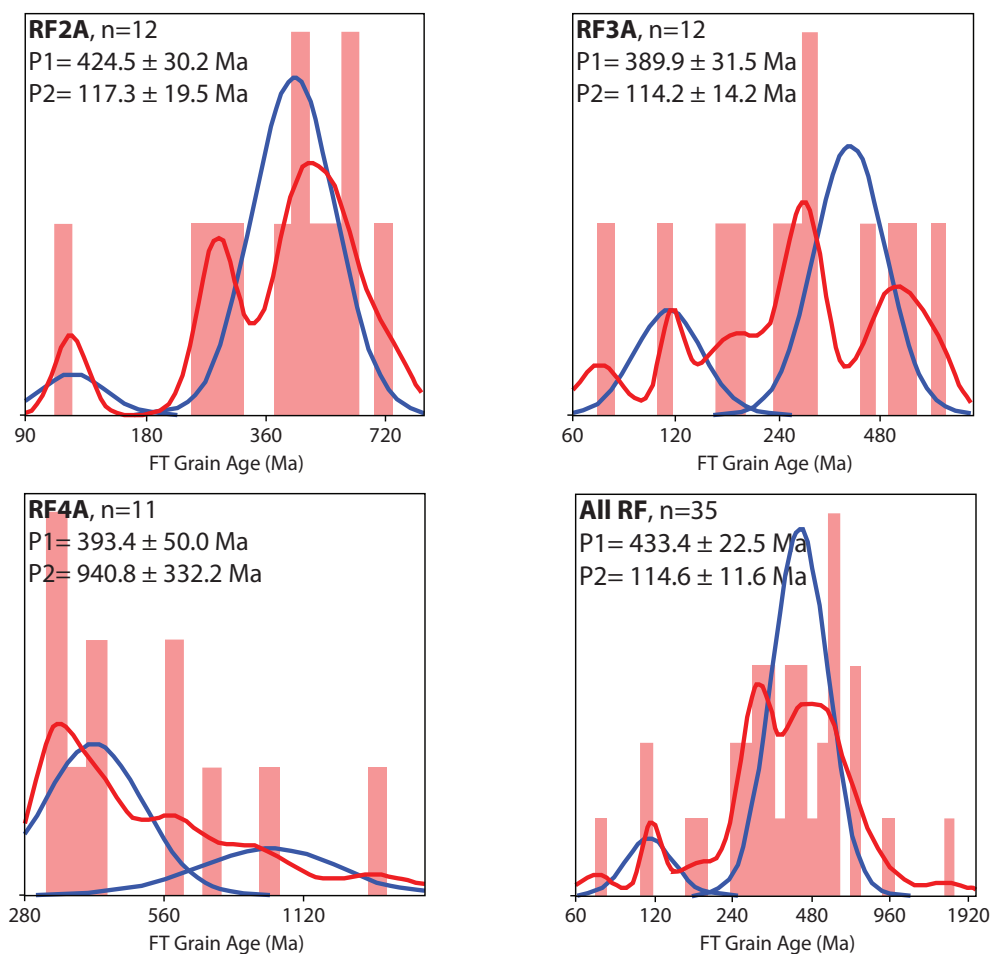 RF2A, n=12
P1= 424.5 ± 30.2 Ma
P2= 117.3 ± 19.5 Ma
90 180 360 720
FT Grain Age (Ma)
RF3A, n=12
P1= 389.9 ± 31.5 Ma
P2= 114.2 ± 14.2 Ma
60 120 240 480
FT Grain Age (Ma)
RF4A, n=11
P1= 393.4 ± 50.0 Ma
P2= 940.8 ± 332.2 Ma
280 560 1120
FT Grain Age (Ma)
All RF, n=35
P1= 433.4 ± 22.5 Ma
P2= 114.6 ± 11.6 Ma
60 120 240 480 960 1920
FT Grain Age (Ma)